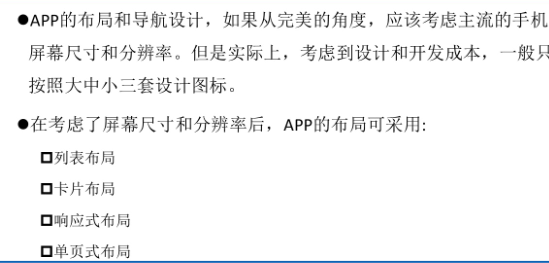 ●APP的布局和导航设计，如果从完美的角度，应该考虑主流的手机
屏幕尺寸和分辨率。但是实际上，考虑到设计和开发成本，一般只
按照大中小三套设计图标。
●在考虑了屏幕尺寸和分辨率后，APP的布局可采用:
列表布局
卡片布局
响应式布局
单页式布局